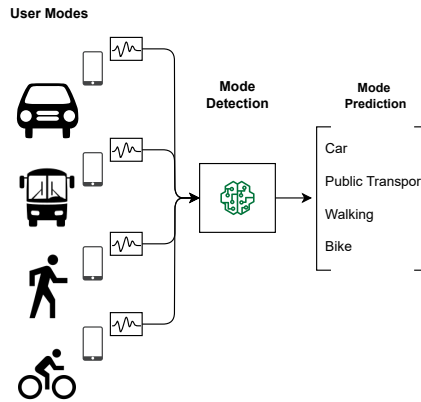 User Modes
Mode
Detection
Mode
Prediction
Car
Public Transpor
Walking
Bike